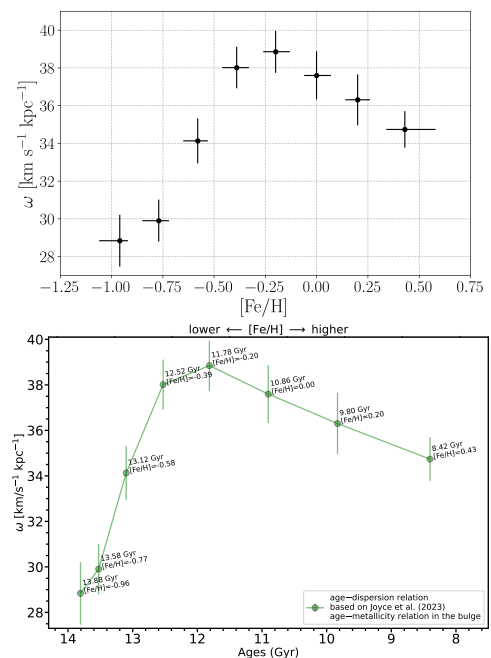 40
38
36
34
32
30
28
ω [km s⁻¹ kpc⁻¹]
−1.25 −1.00 −0.75 −0.50 −0.25 0.00 0.25 0.50 0.75
[Fe/H]
lower ⟵ [Fe/H] ⟶ higher
40
38
36
34
32
30
28
ω [km/s⁻¹ kpc⁻¹]
11.78 Gyr
[Fe/H]=-0.20
12.52 Gyr
[Fe/H]=-0.39
10.86 Gyr
[Fe/H]=0.00
9.80 Gyr
[Fe/H]=0.20
13.12 Gyr
[Fe/H]=-0.58
8.42 Gyr
[Fe/H]=0.43
13.58 Gyr
[Fe/H]=-0.77
13.88 Gyr
[Fe/H]=-0.96
age−dispersion relation
based on Joyce et al. (2023)
age−metallicity relation in the bulge
14 13 12 11 10 9 8
Ages (Gyr)